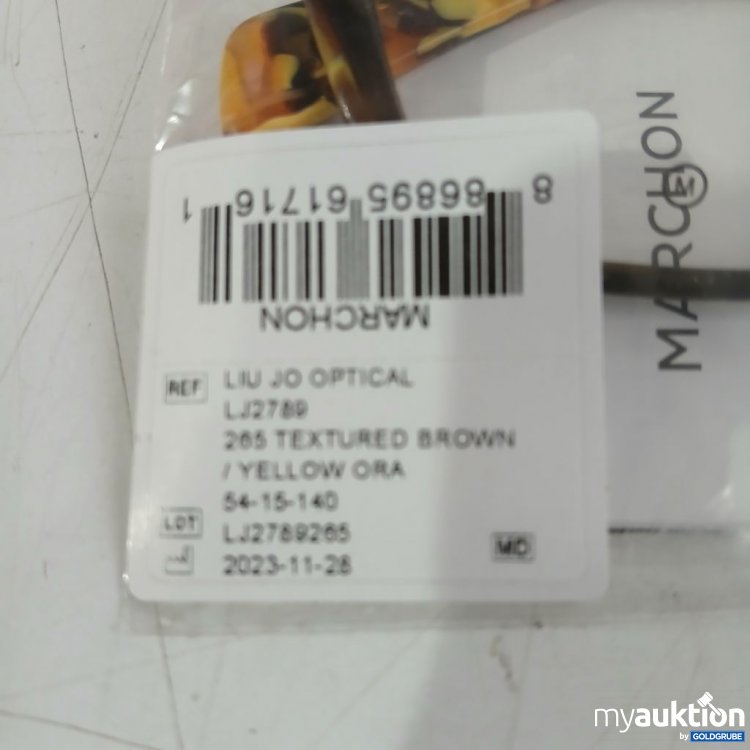 8 86895 61716 1
MARCHON
REF LIU JO OPTICAL
LJ2789
265 TEXTURED BROWN
/ YELLOW ORA
54-15-140
LOT LJ2789265
2023-11-28
MD
MARCHON
M
myauktion
by GOLDGRUBE